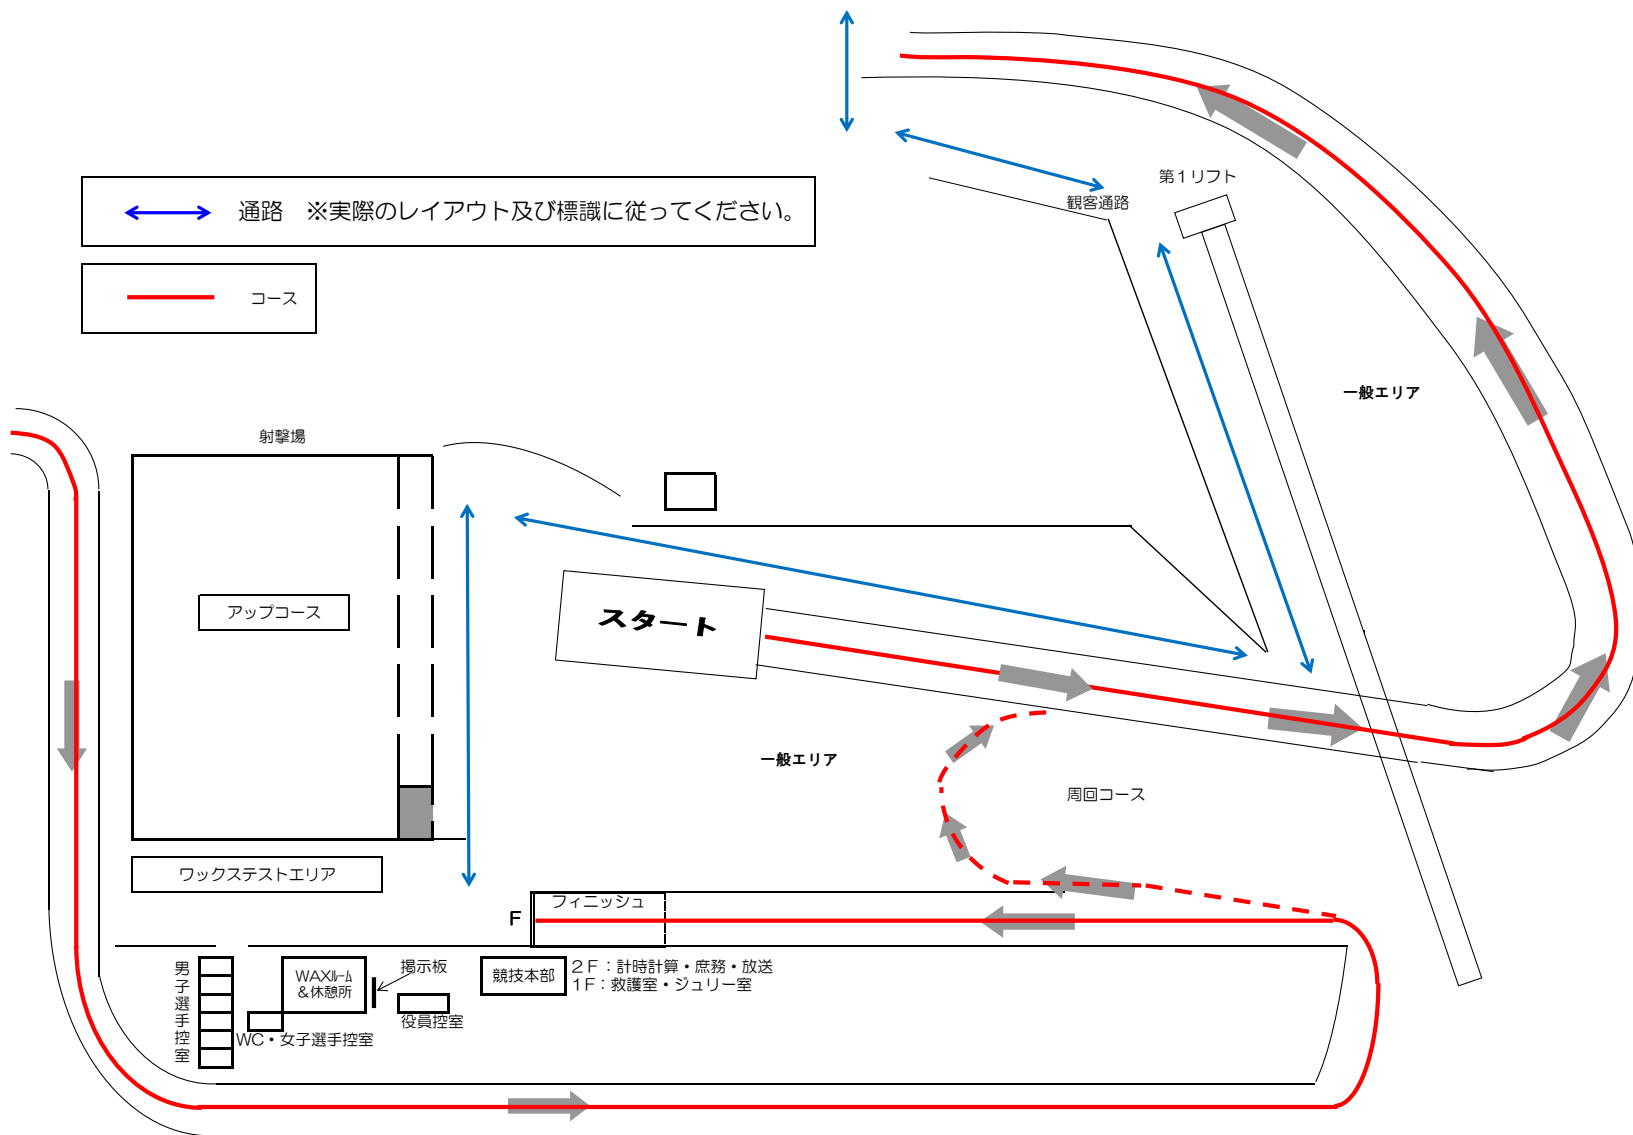 第1リフト
観客通路
通路　※実際のレイアウト及び標識に従ってください。
コース
一般エリア
射撃場
アップコース
スタート
一般エリア
周回コース
ワックステストエリア
フィニッシュ
F
男子選手控室
WAXルーム
＆休憩所
掲示板
役員控室
WC・女子選手控室
競技本部
2F：計時計算・庶務・放送
1F：救護室・ジュリー室